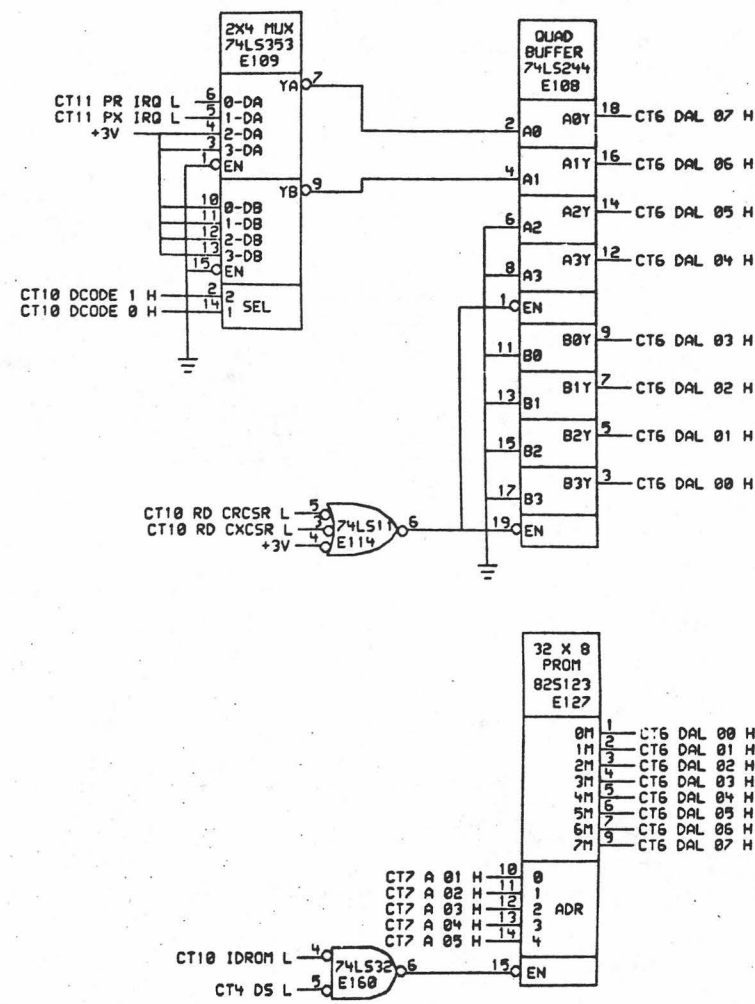 2X4 MUX
74LS353
E109
YA 7
CT11 PR IRQ L 6 0-DA
CT11 PX IRQ L 5 1-DA
+3V 4 2-DA
3 3-DA
1 EN
YB 9
10 0-DB
11 1-DB
12 2-DB
13 3-DB
15 EN
CT10 DCODE 1 H 2 2
SEL
CT10 DCODE 0 H 14 1
QUAD
BUFFER
74LS244
E108
2 A0 A0Y 18 CT6 DAL 07 H
4 A1 A1Y 16 CT6 DAL 06 H
6 A2 A2Y 14 CT6 DAL 05 H
8 A3 A3Y 12 CT6 DAL 04 H
1 EN
11 B0 B0Y 9 CT6 DAL 03 H
13 B1 B1Y 7 CT6 DAL 02 H
15 B2 B2Y 5 CT6 DAL 01 H
17 B3 B3Y 3 CT6 DAL 00 H
19 EN
CT10 RD CRCSR L 5
CT10 RD CXCSR L 3
+3V 4
74LS11 6
E114
32 X 8
PROM
82S123
E127
0M 1 CT6 DAL 00 H
1M 2 CT6 DAL 01 H
2M 3 CT6 DAL 02 H
3M 4 CT6 DAL 03 H
4M 5 CT6 DAL 04 H
5M 6 CT6 DAL 05 H
6M 7 CT6 DAL 06 H
7M 9 CT6 DAL 07 H
CT7 A 01 H 10 0
CT7 A 02 H 11 1
CT7 A 03 H 12 2 ADR
CT7 A 04 H 13 3
CT7 A 05 H 14 4
15 EN
CT10 IDROM L 4
CT4 DS L 5
74LS32 6
E160